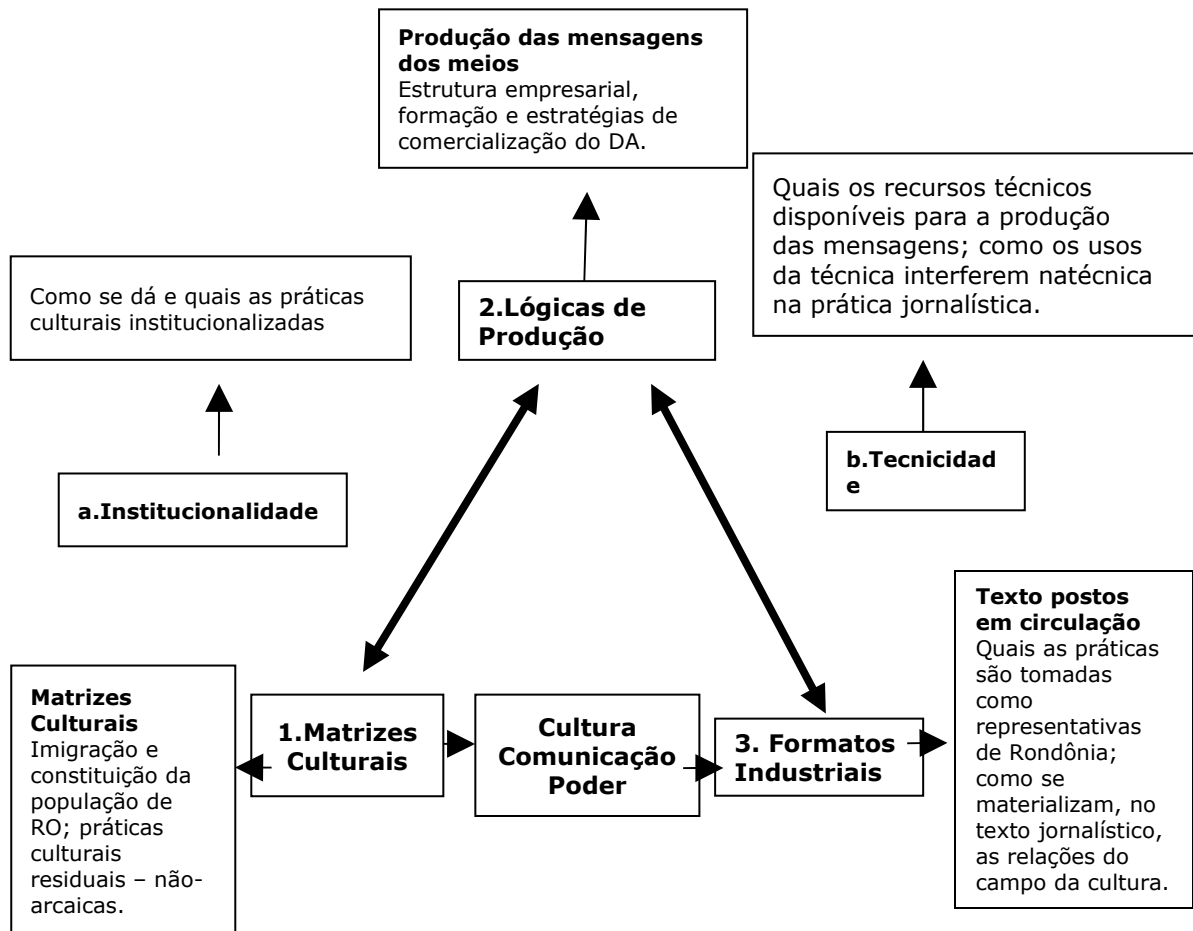 Produção das mensagens
dos meios
Estrutura empresarial,
formação e estratégias de
comercialização do DA.
Quais os recursos técnicos
disponíveis para a produção
das mensagens; como os usos
da técnica interferem natécnica
na prática jornalística.
Como se dá e quais as práticas
culturais institucionalizadas
2.Lógicas de
Produção
b.Tecnicidad
e
a.Institucionalidade
Texto postos
em circulação
Quais as práticas
são tomadas
como
representativas
de Rondônia;
como se
materializam, no
texto jornalístico,
as relações do
campo da cultura.
Matrizes
Culturais
Imigração e
constituição da
população de
RO; práticas
culturais
residuais – não-
arcaicas.
1.Matrizes
Culturais
Cultura
Comunicação
Poder
3. Formatos
Industriais